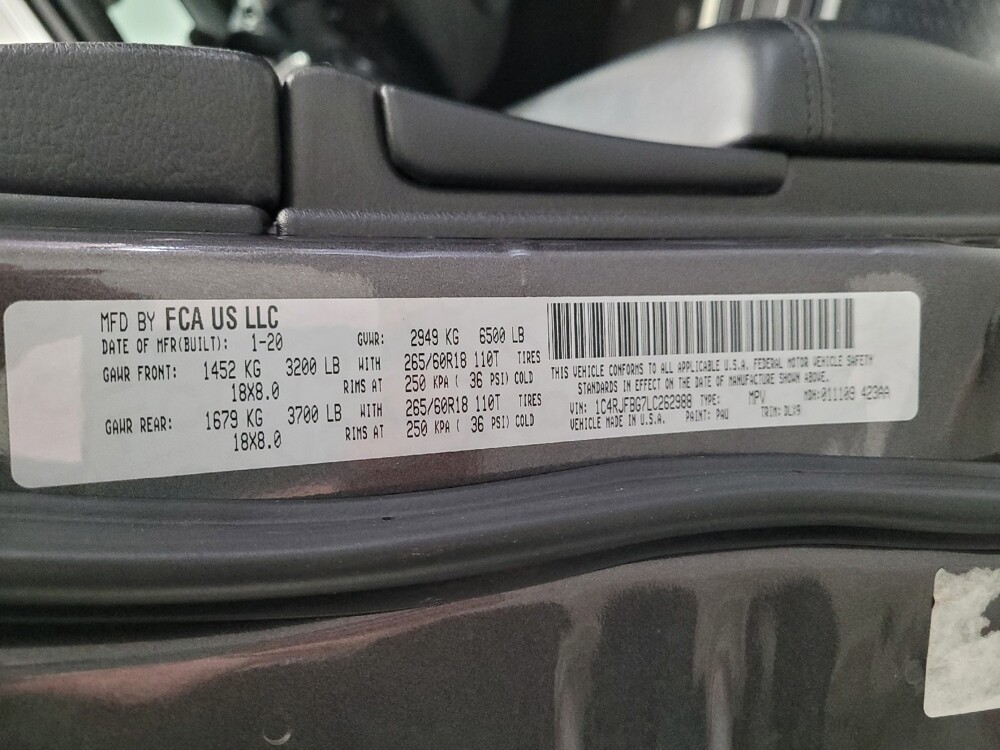 MFD BY FCA US LLC
DATE OF MFR(BUILT): 1-20 GVWR: 2949 KG 6500 LB
GAWR FRONT: 1452 KG 3200 LB WITH 265/60R18 110T TIRES
18X8.0 RIMS AT 250 KPA ( 36 PSI) COLD
GAWR REAR: 1679 KG 3700 LB WITH 265/60R18 110T TIRES
18X8.0 RIMS AT 250 KPA ( 36 PSI) COLD
THIS VEHICLE CONFORMS TO ALL APPLICABLE U.S.A. FEDERAL MOTOR VEHICLE SAFETY
STANDARDS IN EFFECT ON THE DATE OF MANUFACTURE SHOWN ABOVE.
VIN: 1C4RJFBG7LC262988 TYPE: MPV MDH:011109 423AA
VEHICLE MADE IN U.S.A. PAINT: PAU TRIM: DLX9